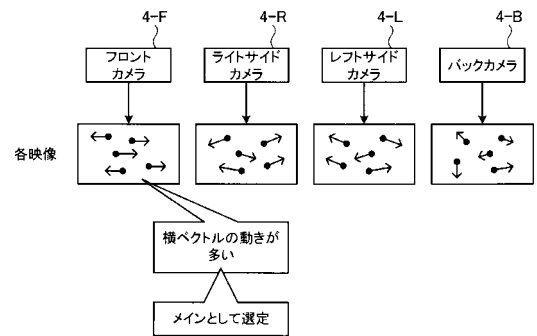 4-F
4-R
4-L
4-B
フロント
カメラ
ライトサイド
カメラ
レフトサイド
カメラ
バックカメラ
各映像
横ベクトルの動きが
多い
メインとして選定